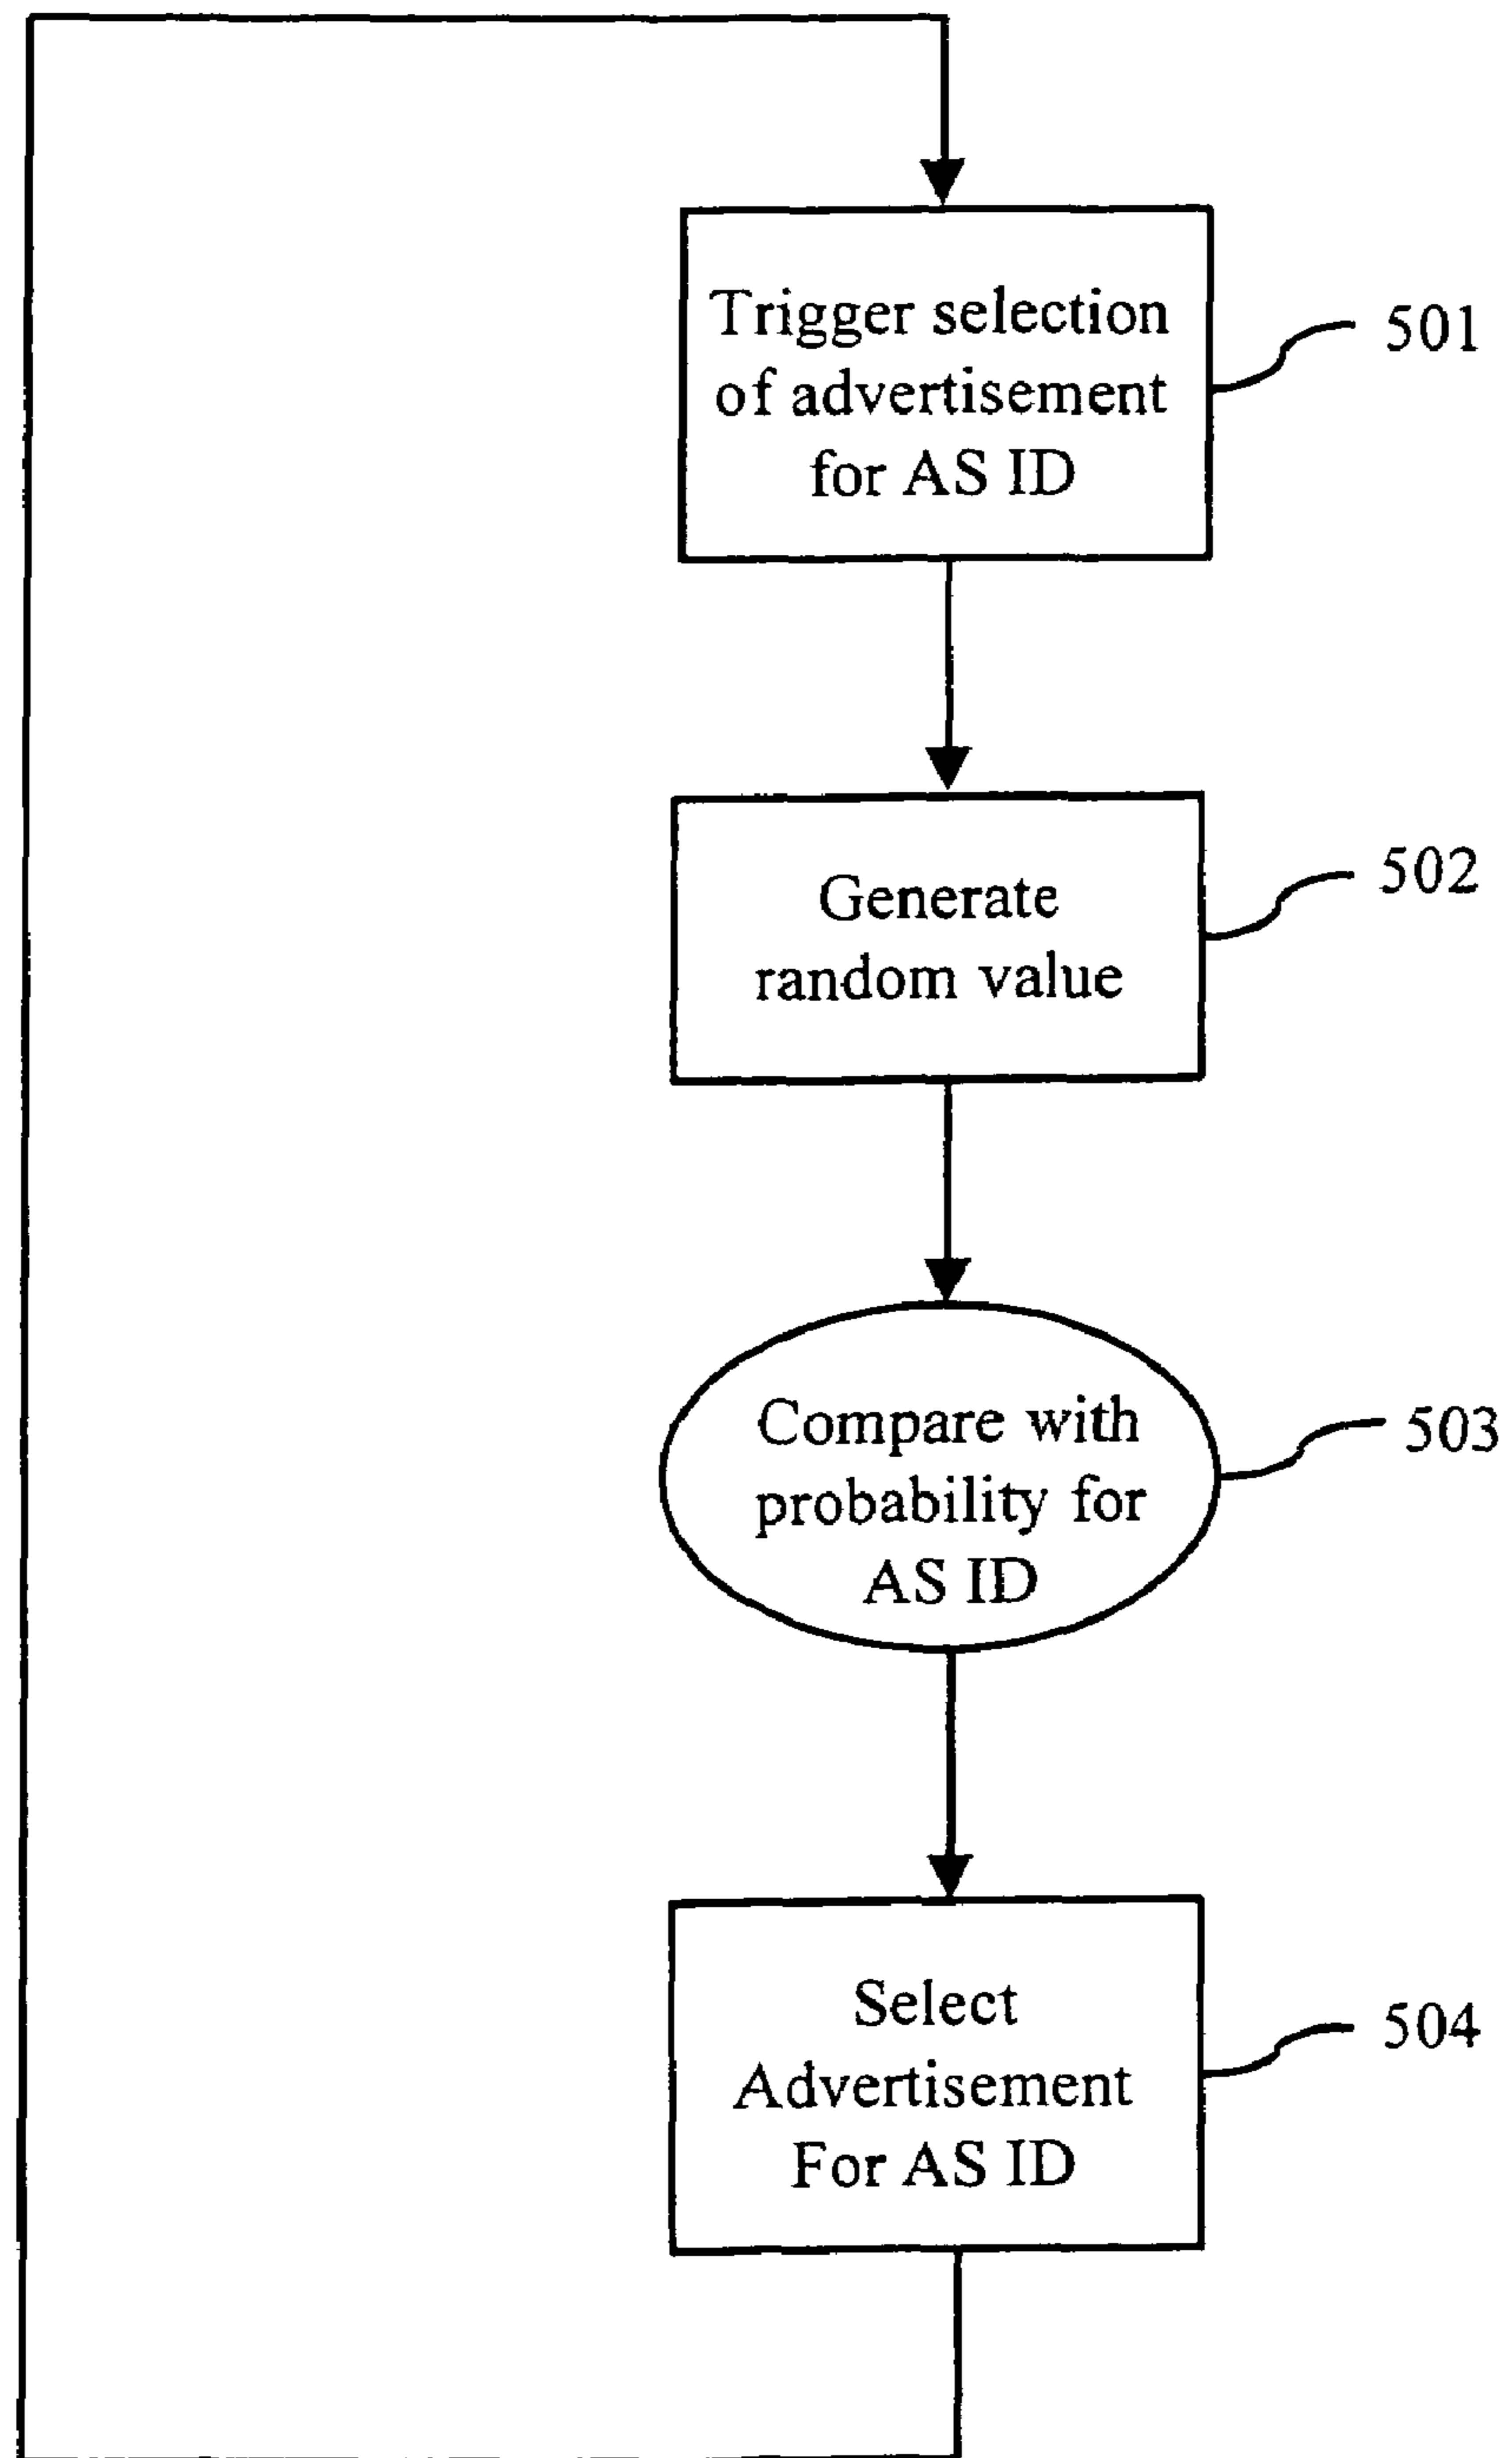 Trigger selection
of advertisement
for AS ID
501
Generate
random value
502
Compare with
probability for
AS ID
503
Select
Advertisement
For AS ID
504